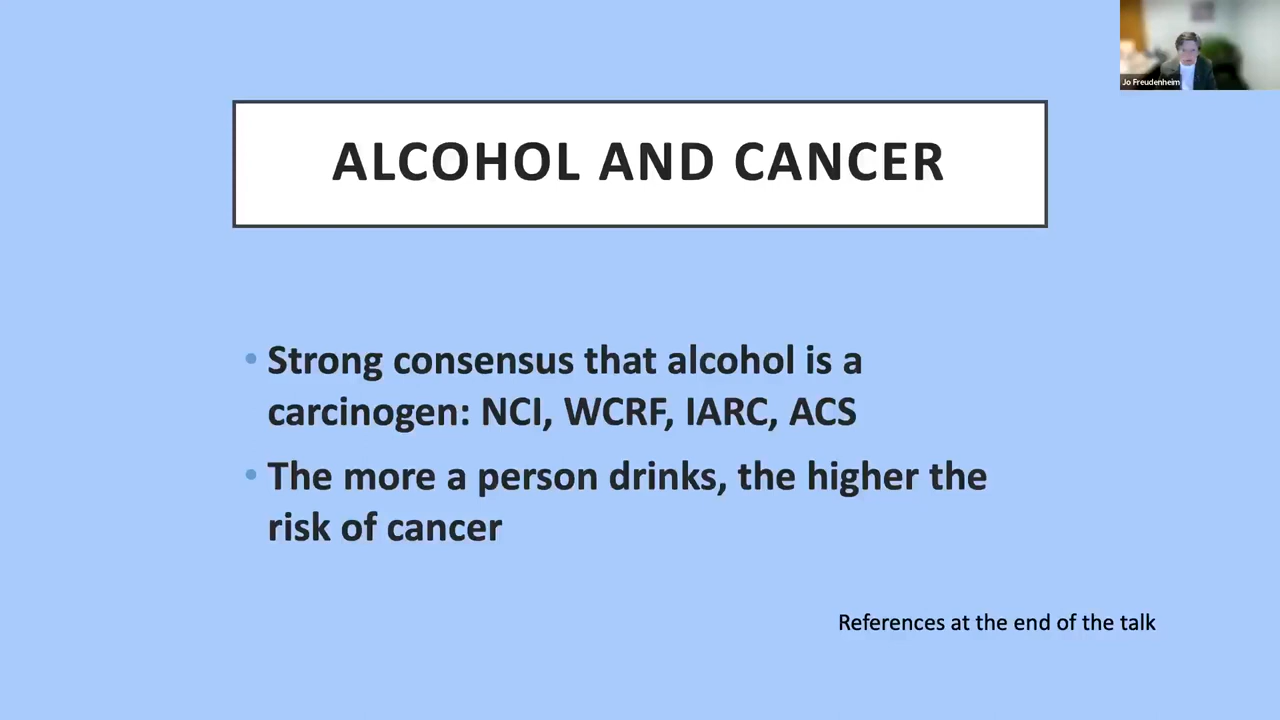 Jo Freudenheim
ALCOHOL AND CANCER
• Strong consensus that alcohol is a
carcinogen: NCI, WCRF, IARC, ACS
• The more a person drinks, the higher the
risk of cancer
References at the end of the talk